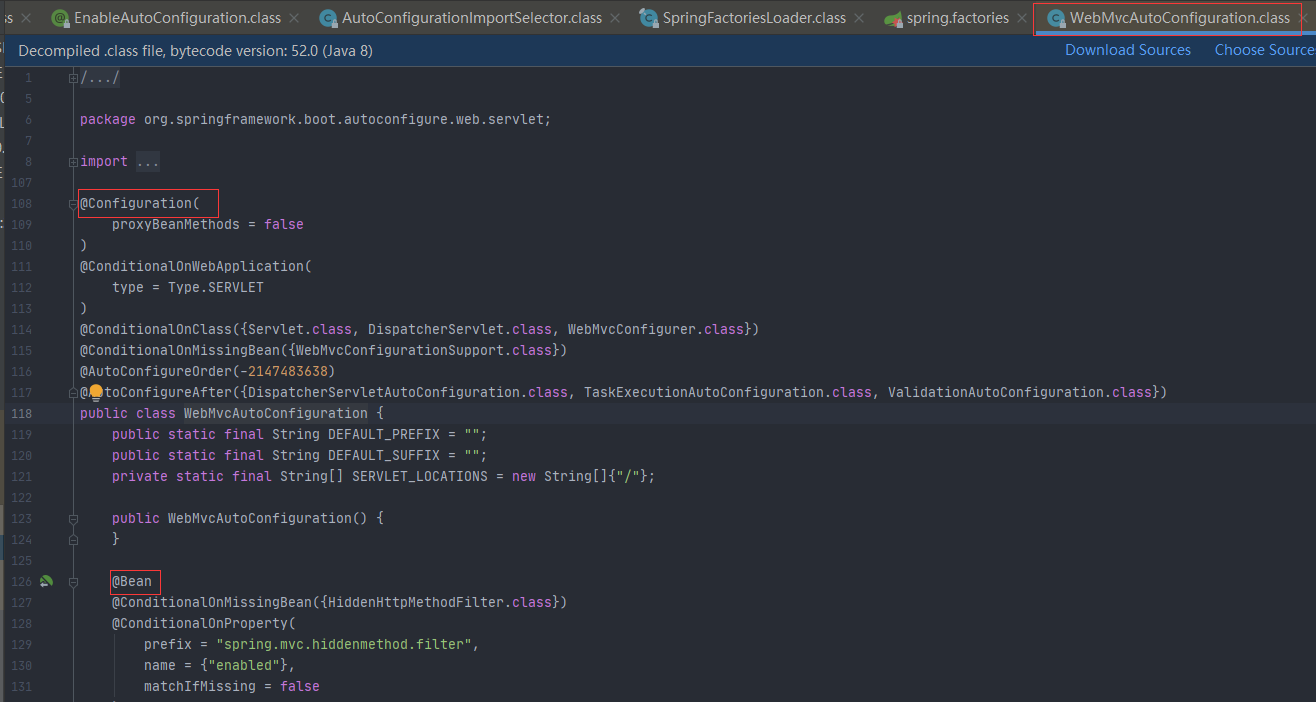 ss EnableAutoConfiguration.class AutoConfigurationImportSelector.class SpringFactoriesLoader.class spring.factories WebMvcAutoConfiguration.class
Decompiled .class file, bytecode version: 52.0 (Java 8) Download Sources Choose Source
1 /.../
5
6 package org.springframework.boot.autoconfigure.web.servlet;
7
8 import ...
107
108 @Configuration(
109 proxyBeanMethods = false
110 )
111 @ConditionalOnWebApplication(
112 type = Type.SERVLET
113 )
114 @ConditionalOnClass({Servlet.class, DispatcherServlet.class, WebMvcConfigurer.class})
115 @ConditionalOnMissingBean({WebMvcConfigurationSupport.class})
116 @AutoConfigureOrder(-2147483638)
117 @AutoConfigureAfter({DispatcherServletAutoConfiguration.class, TaskExecutionAutoConfiguration.class, ValidationAutoConfiguration.class})
118 public class WebMvcAutoConfiguration {
119 public static final String DEFAULT_PREFIX = "";
120 public static final String DEFAULT_SUFFIX = "";
121 private static final String[] SERVLET_LOCATIONS = new String[]{"/"};
122
123 public WebMvcAutoConfiguration() {
124 }
125
126 @Bean
127 @ConditionalOnMissingBean({HiddenHttpMethodFilter.class})
128 @ConditionalOnProperty(
129 prefix = "spring.mvc.hiddenmethod.filter",
130 name = {"enabled"},
131 matchIfMissing = false